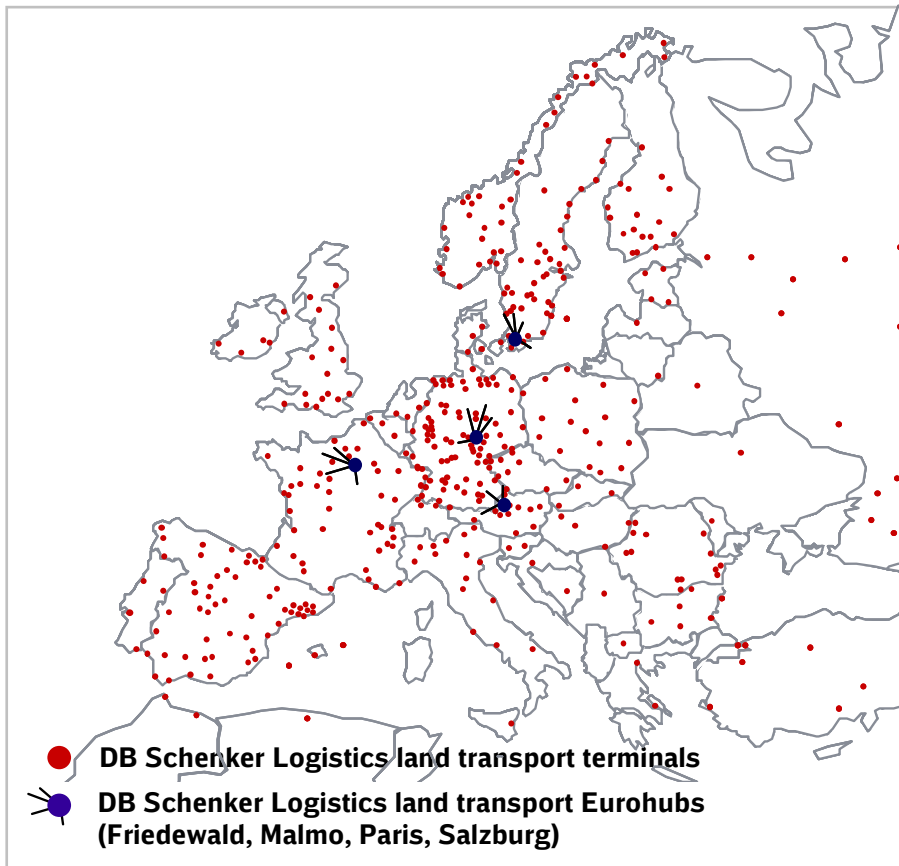 DB Schenker Logistics land transport terminals
DB Schenker Logistics land transport Eurohubs
(Friedewald, Malmo, Paris, Salzburg)